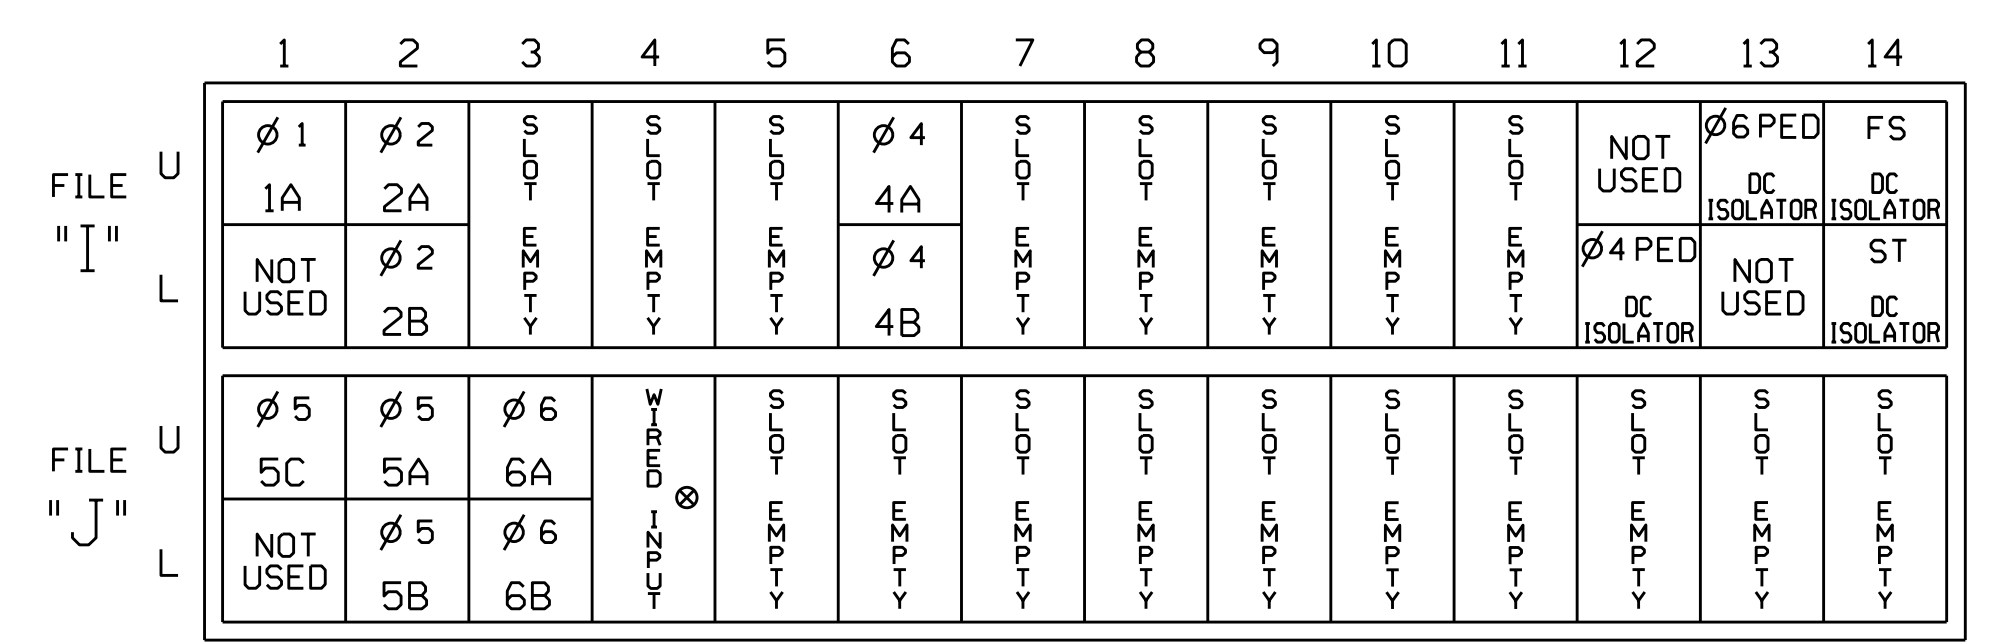 1 2 3 4 5 6 7 8 9 10 11 12 13 14
FILE
"I"
U
L
Ø 1
1A
NOT
USED
Ø 2
2A
Ø 2
2B
SLOT EMPTY
SLOT EMPTY
SLOT EMPTY
Ø 4
4A
Ø 4
4B
SLOT EMPTY
SLOT EMPTY
SLOT EMPTY
SLOT EMPTY
SLOT EMPTY
NOT
USED
Ø4 PED
DC
ISOLATOR
Ø6 PED
DC
ISOLATOR
NOT
USED
FS
DC
ISOLATOR
ST
DC
ISOLATOR
FILE
"J"
U
L
Ø 5
5C
NOT
USED
Ø 5
5A
Ø 5
5B
Ø 6
6A
Ø 6
6B
WIRED INPUT
⊗
SLOT EMPTY
SLOT EMPTY
SLOT EMPTY
SLOT EMPTY
SLOT EMPTY
SLOT EMPTY
SLOT EMPTY
SLOT EMPTY
SLOT EMPTY
SLOT EMPTY